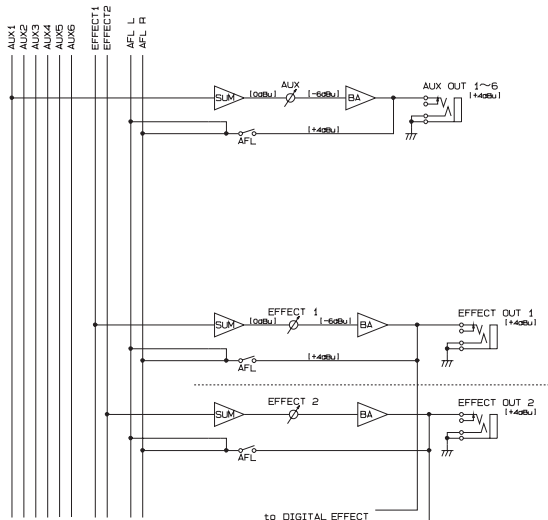 AUX1
AUX2
AUX3
AUX4
AUX5
AUX6
EFFECT1
EFFECT2
AFL L
AFL R
SUM
[0dBu]
AUX
[-6dBu]
BA
AUX OUT 1~6
[+4dBu]
AFL
[+4dBu]
SUM
[0dBu]
EFFECT 1
[-6dBu]
BA
EFFECT OUT 1
[+4dBu]
AFL
[+4dBu]
SUM
EFFECT 2
BA
EFFECT OUT 2
[+4dBu]
AFL
to DIGITAL EFFECT